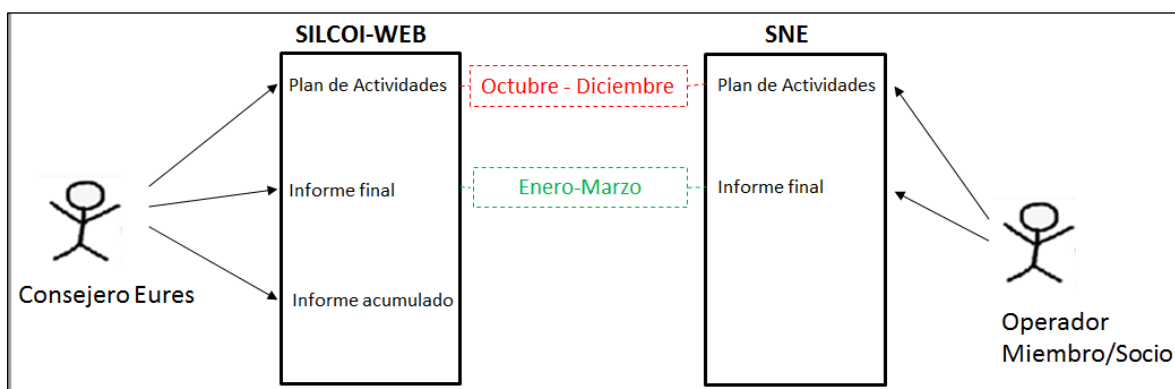 SILCOI-WEB
SNE
Plan de Actividades
Octubre - Diciembre
Plan de Actividades
Informe final
Enero-Marzo
Informe final
Consejero Eures
Informe acumulado
Operador
Miembro/Socio